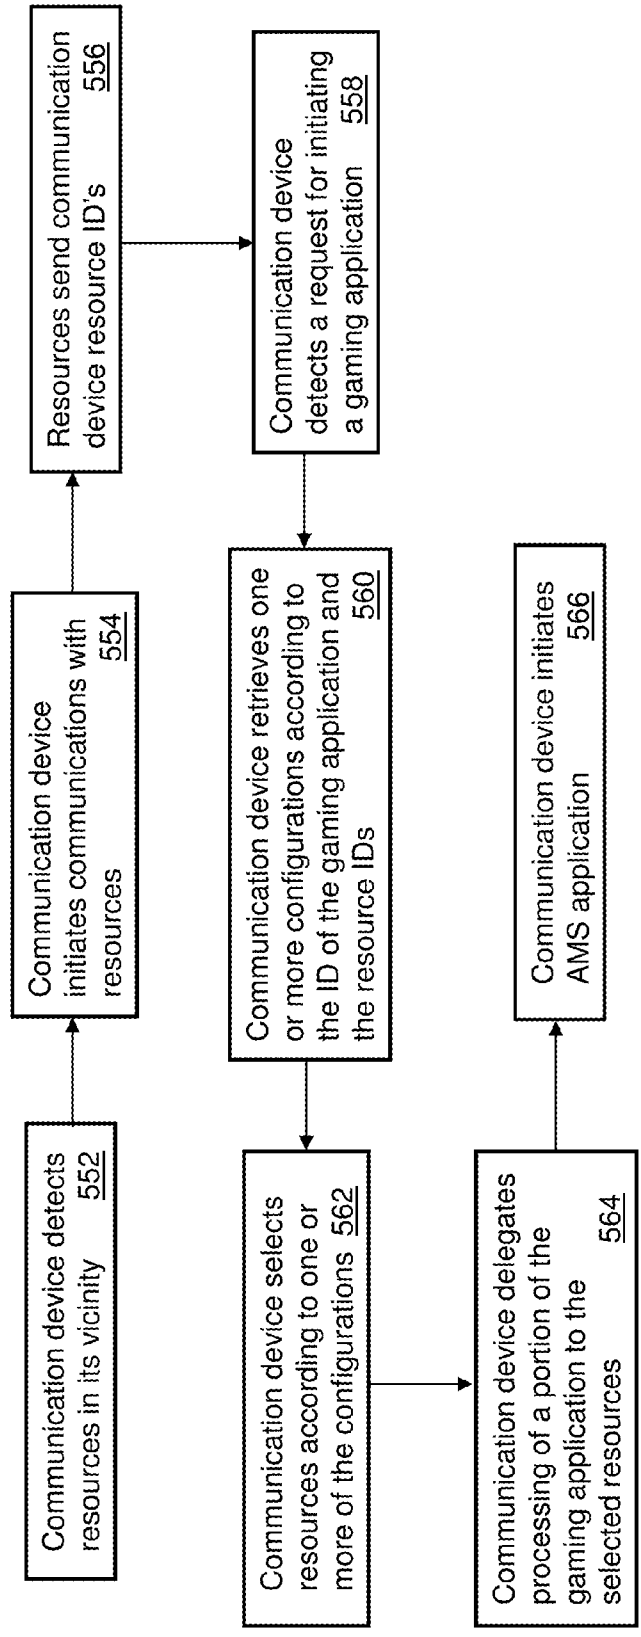 Communication device detects
resources in its vicinity 552
Communication device
initiates communications with
resources 554
Resources send communication
device resource ID's 556
Communication device
detects a request for initiating
a gaming application 558
Communication device retrieves one
or more configurations according to
the ID of the gaming application and
the resource IDs 560
Communication device selects
resources according to one or
more of the configurations 562
Communication device delegates
processing of a portion of the
gaming application to the
selected resources 564
Communication device initiates
AMS application 566